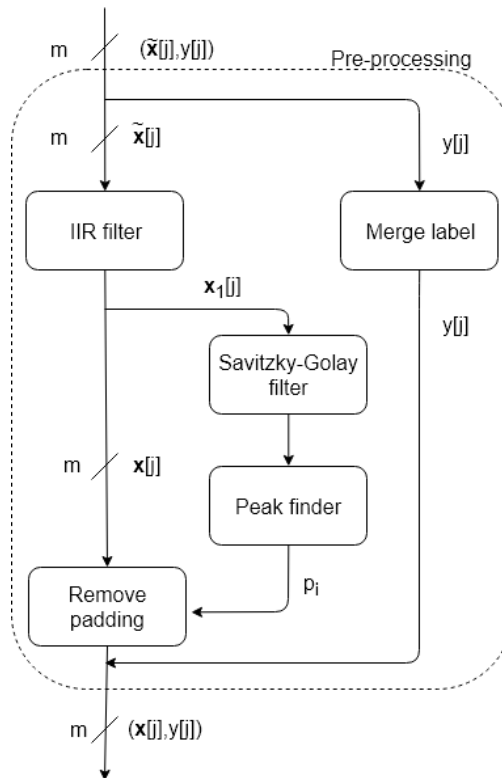 m (x̃[j],y[j])
Pre-processing
m x̃[j]
y[j]
IIR filter
Merge label
x₁[j]
y[j]
Savitzky-Golay
filter
m x[j]
Peak finder
Remove
padding
pᵢ
m (x[j],y[j])